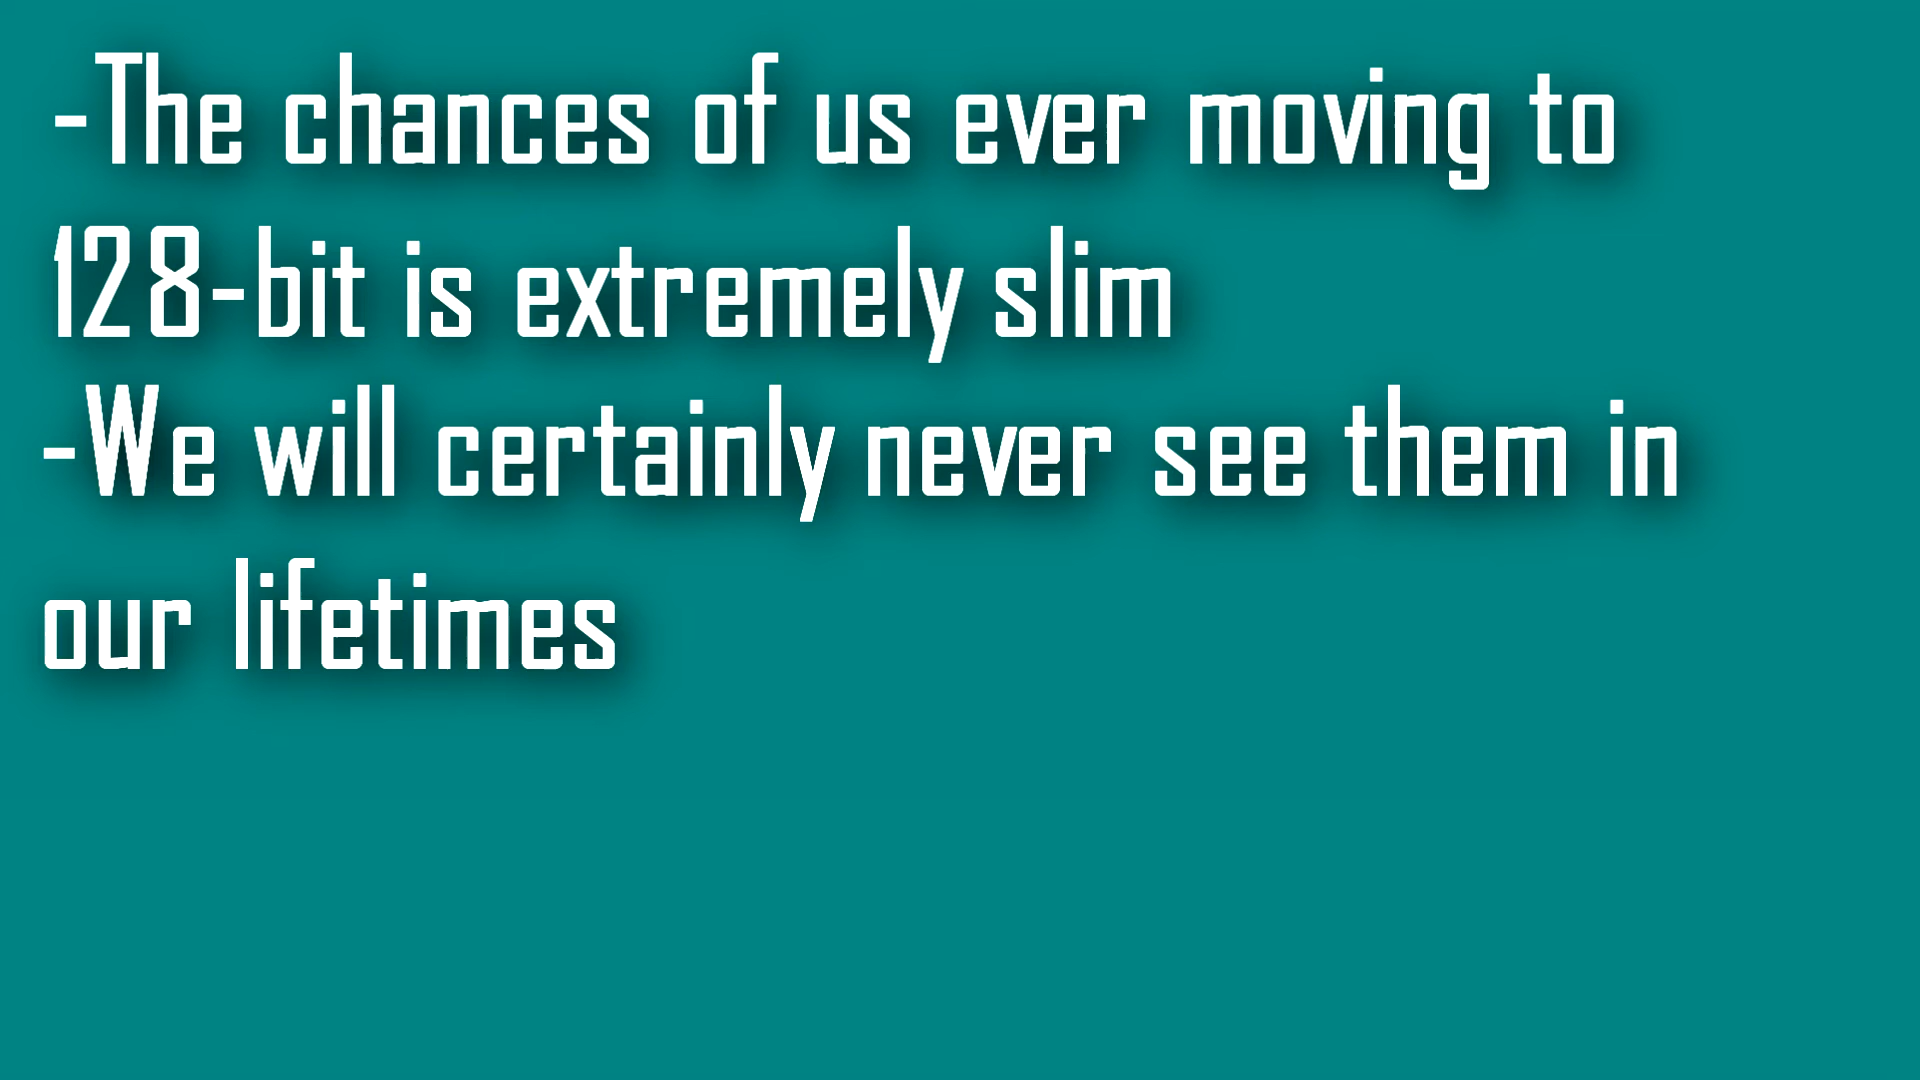 -The chances of us ever moving to
128-bit is extremely slim
-We will certainly never see them in
our lifetimes